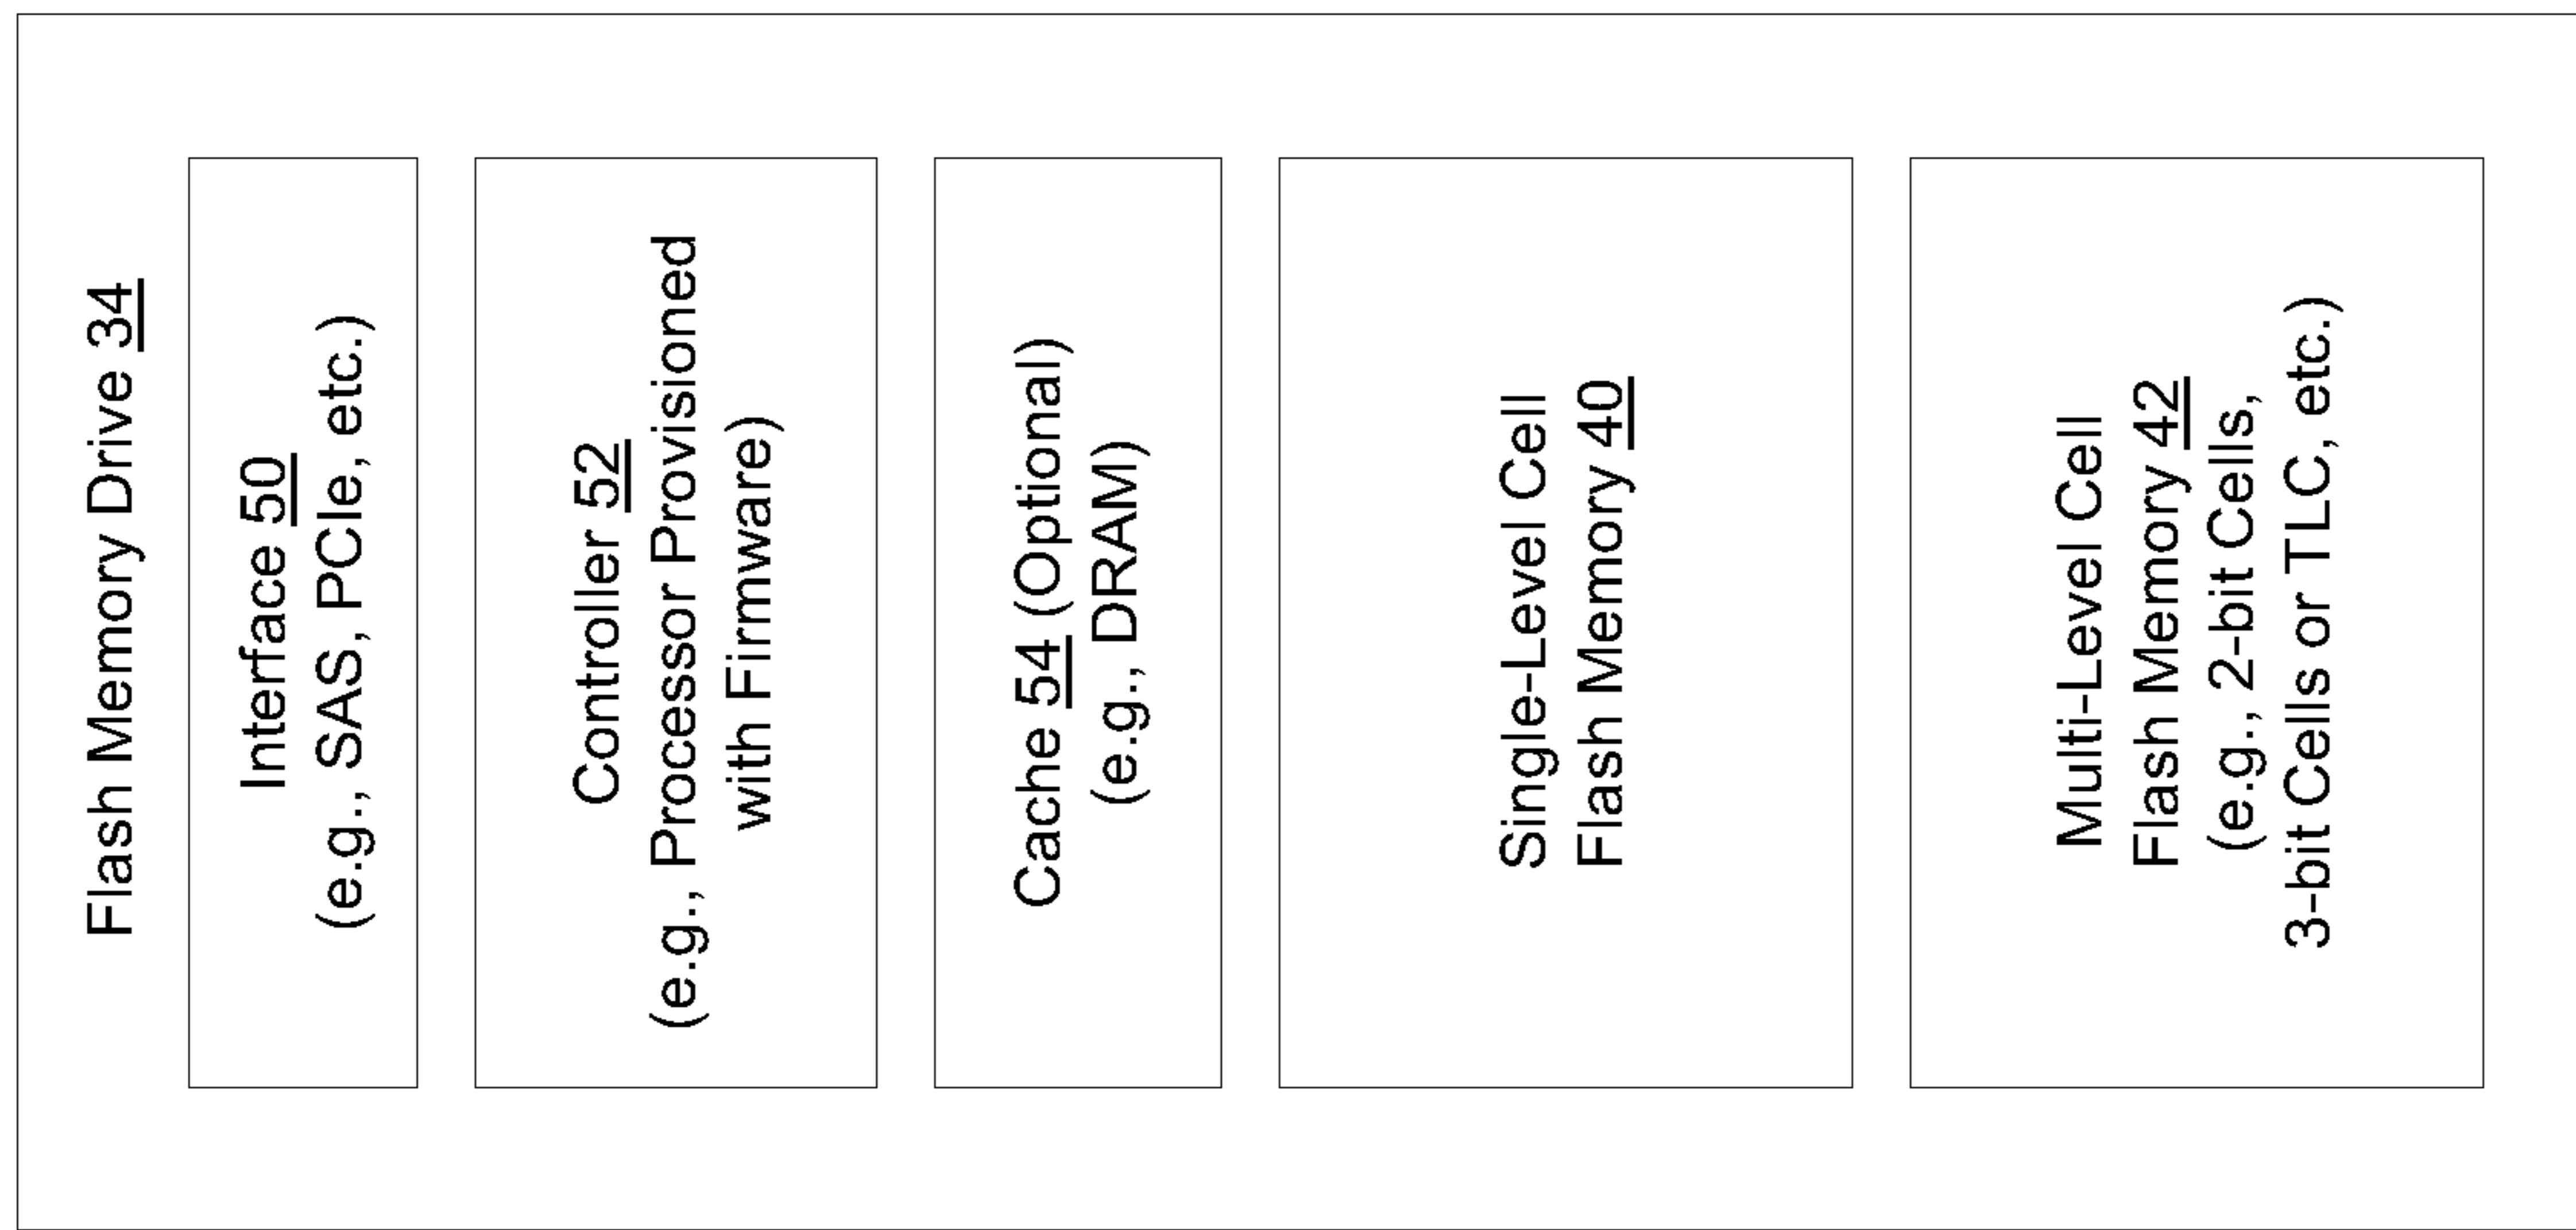 Flash Memory Drive 34
Interface 50
(e.g., SAS, PCIe, etc.)
Controller 52
(e.g., Processor Provisioned
with Firmware)
Cache 54 (Optional)
(e.g., DRAM)
Single-Level Cell
Flash Memory 40
Multi-Level Cell
Flash Memory 42
(e.g., 2-bit Cells,
3-bit Cells or TLC, etc.)